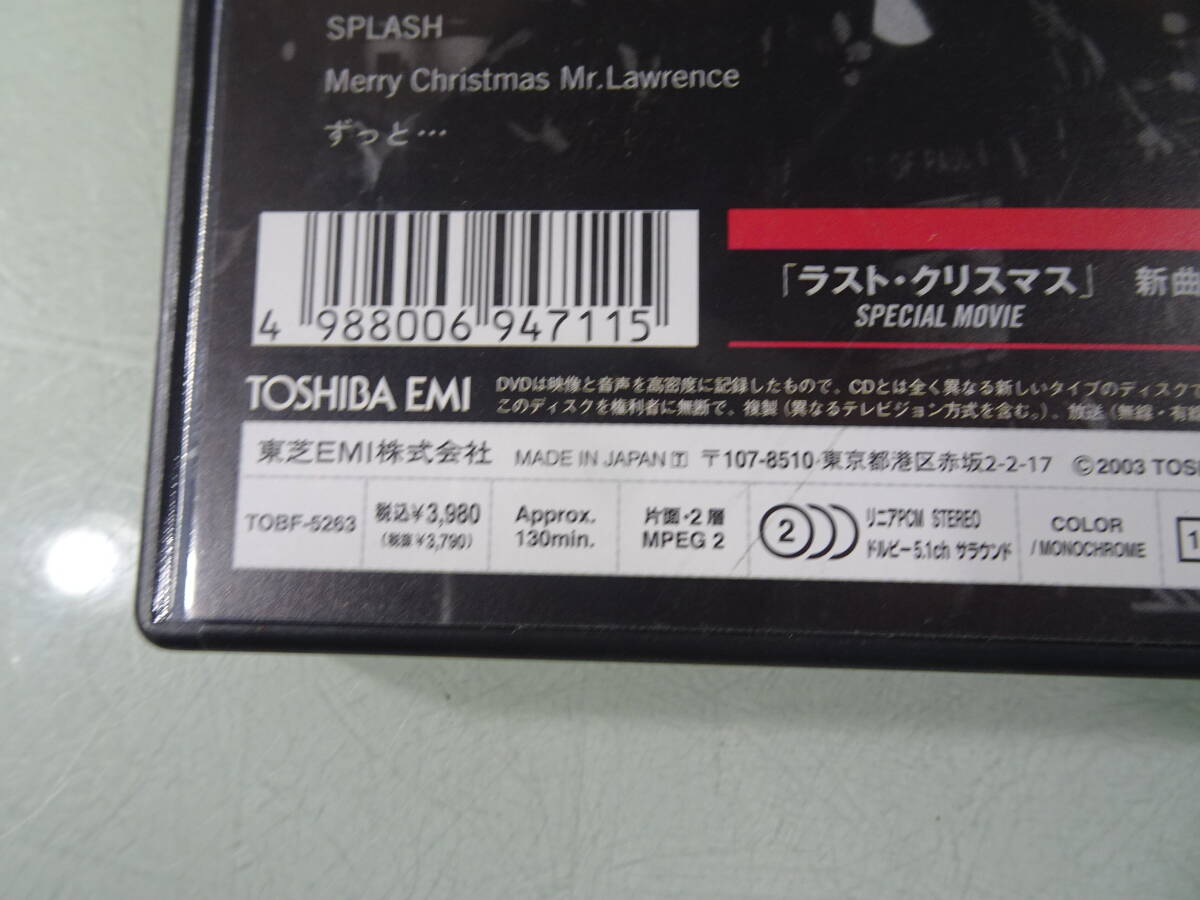 SPLASH
Merry Christmas Mr.Lawrence
ずっと…
「ラスト・クリスマス」 新曲
SPECIAL MOVIE
4 988006 947115
TOSHIBA EMI
DVDは映像と音声を高密度に記録したもので、CDとは全く異なる新しいタイプのディスクで
このディスクを権利者に無断で、複製（異なるテレビジョン方式を含む。）、放送（無線・有線
東芝EMI株式会社 MADE IN JAPAN T 〒107-8510 東京都港区赤坂2-2-17 ©2003 TOSH
TOBF-5263
税込¥3,980
（税抜¥3,790）
Approx.
130min.
片面・2層
MPEG 2
2
リニアPCM STEREO
ドルビー5.1ch サラウンド
COLOR
/MONOCHROME
1